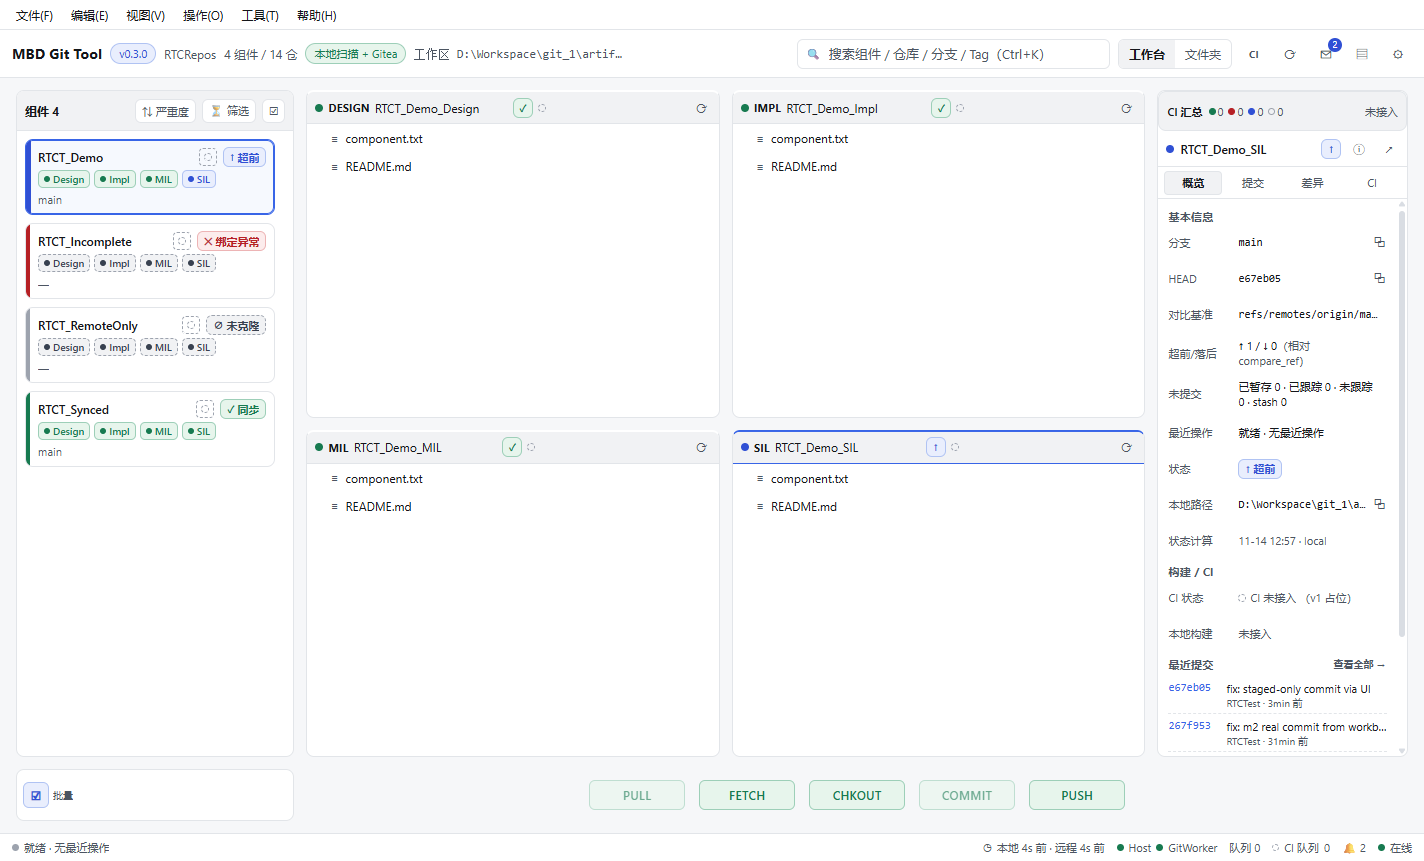 文件(F) 编辑(E) 视图(V) 操作(O) 工具(T) 帮助(H)
MBD Git Tool v0.3.0 RTCRepos 4 组件 / 14 仓 本地扫描 + Gitea 工作区 D:\Workspace\git_1\artif… 搜索组件 / 仓库 / 分支 / Tag（Ctrl+K） 工作台 文件夹 CI 2
组件 4 严重度 筛选
RTCT_Demo ↑ 超前
Design Impl MIL SIL
main
RTCT_Incomplete ✕ 绑定异常
Design Impl MIL SIL
—
RTCT_RemoteOnly ⊘ 未克隆
Design Impl MIL SIL
—
RTCT_Synced ✓ 同步
Design Impl MIL SIL
main
批量
DESIGN RTCT_Demo_Design ✓
component.txt
README.md
IMPL RTCT_Demo_Impl ✓
component.txt
README.md
MIL RTCT_Demo_MIL ✓
component.txt
README.md
SIL RTCT_Demo_SIL ↑
component.txt
README.md
PULL FETCH CHKOUT COMMIT PUSH
CI 汇总 0 0 0 0 未接入
RTCT_Demo_SIL ↑
概览 提交 差异 CI
基本信息
分支 main
HEAD e67eb05
对比基准 refs/remotes/origin/ma…
超前/落后 ↑ 1 / ↓ 0（相对
compare_ref）
未提交 已暂存 0 · 已跟踪 0 · 未跟踪
0 · stash 0
最近操作 就绪 · 无最近操作
状态 ↑ 超前
本地路径 D:\Workspace\git_1\a…
状态计算 11-14 12:57 · local
构建 / CI
CI 状态 CI 未接入 （v1 占位）
本地构建 未接入
最近提交 查看全部 →
e67eb05 fix: staged-only commit via UI
RTCTest · 3min 前
267f953 fix: m2 real commit from workb…
RTCTest · 31min 前
就绪 · 无最近操作 本地 4s 前 · 远程 4s 前 Host GitWorker 队列 0 CI 队列 0 2 在线